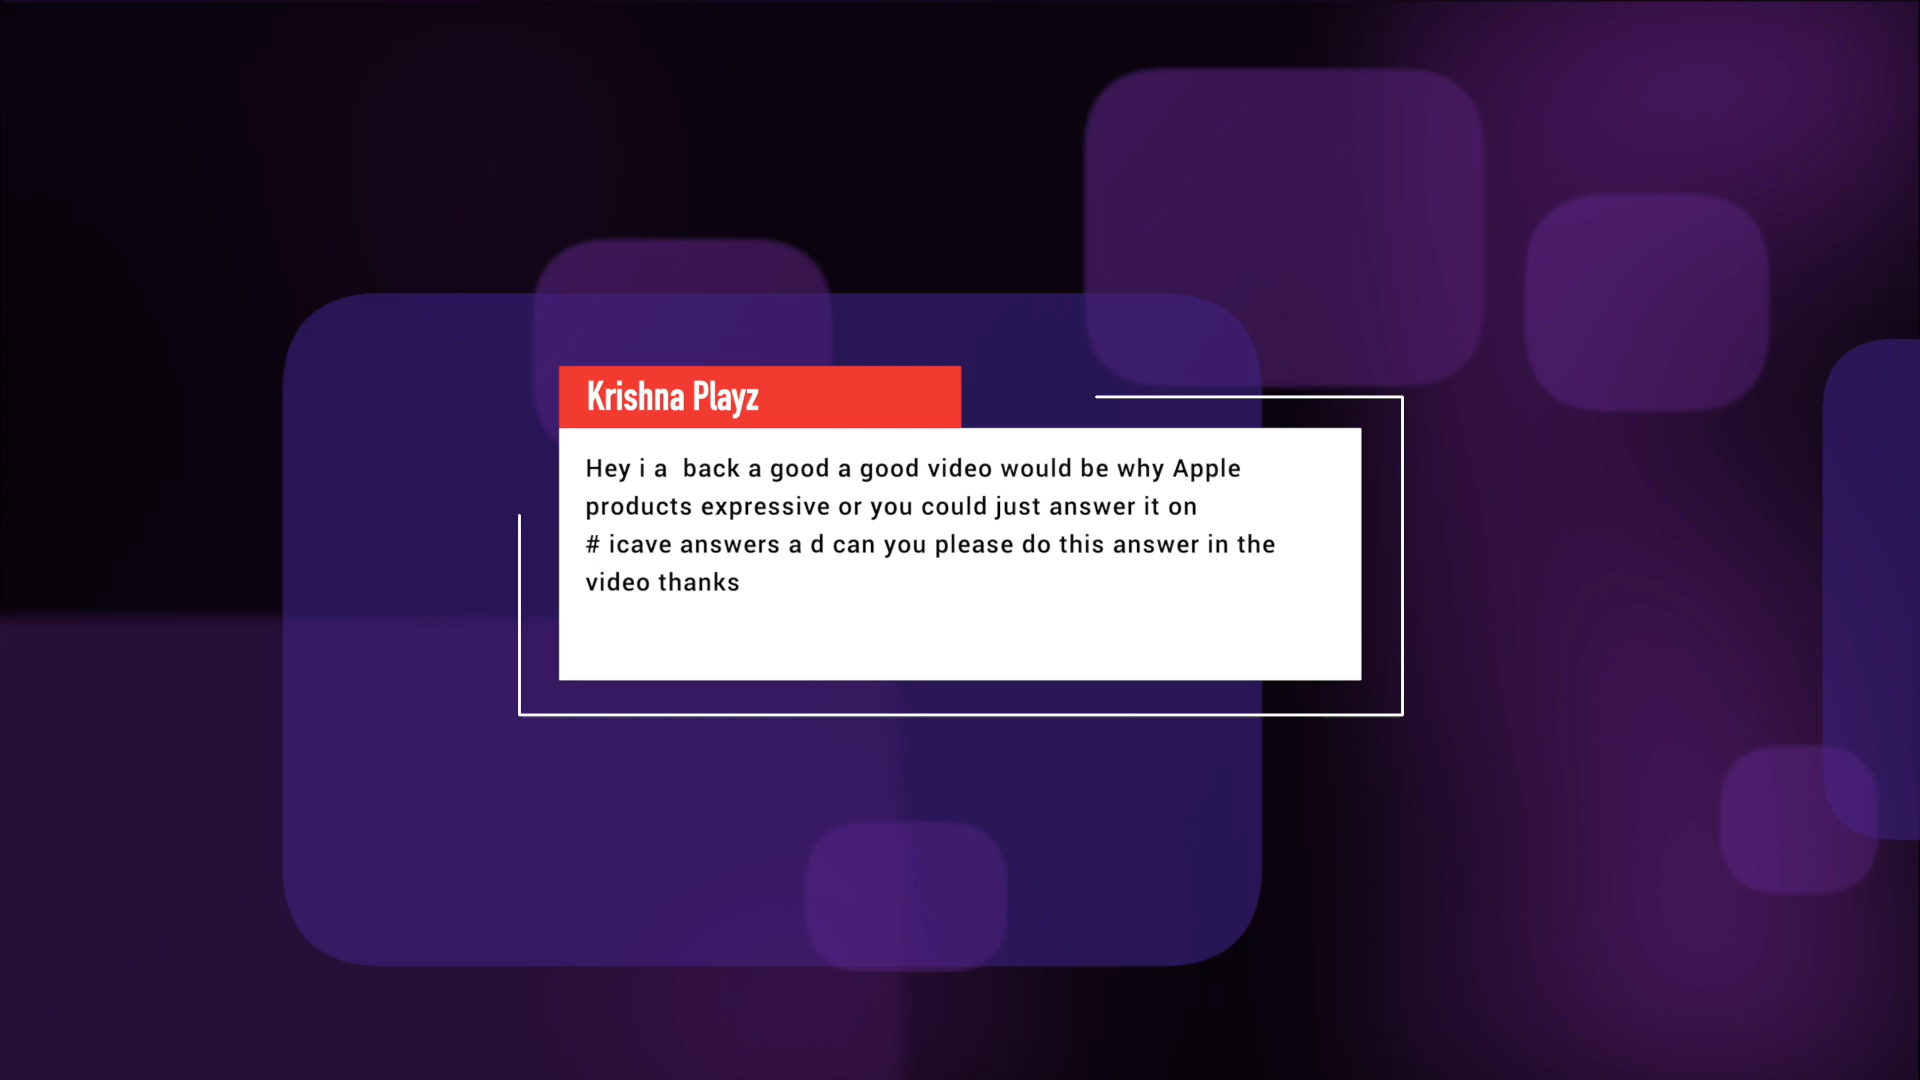 Krishna Playz
Hey i a  back a good a good video would be why Apple
products expressive or you could just answer it on
# icave answers a d can you please do this answer in the
video thanks